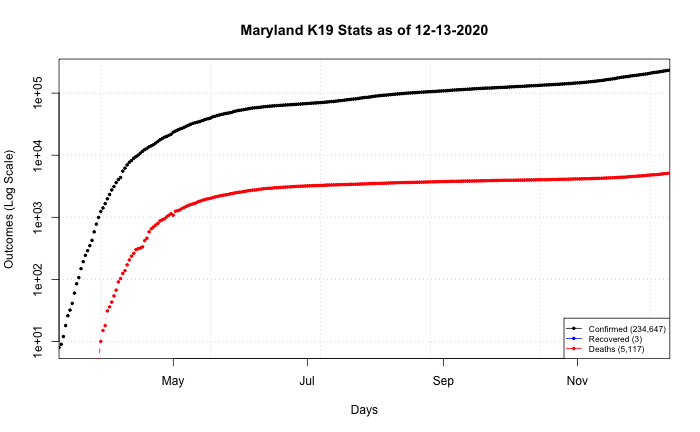 Maryland K19 Stats as of 12-13-2020
Outcomes (Log Scale)
1e+05
1e+04
1e+03
1e+02
1e+01
Confirmed (234,647)
Recovered (3)
Deaths (5,117)
May
Jul
Sep
Nov
Days